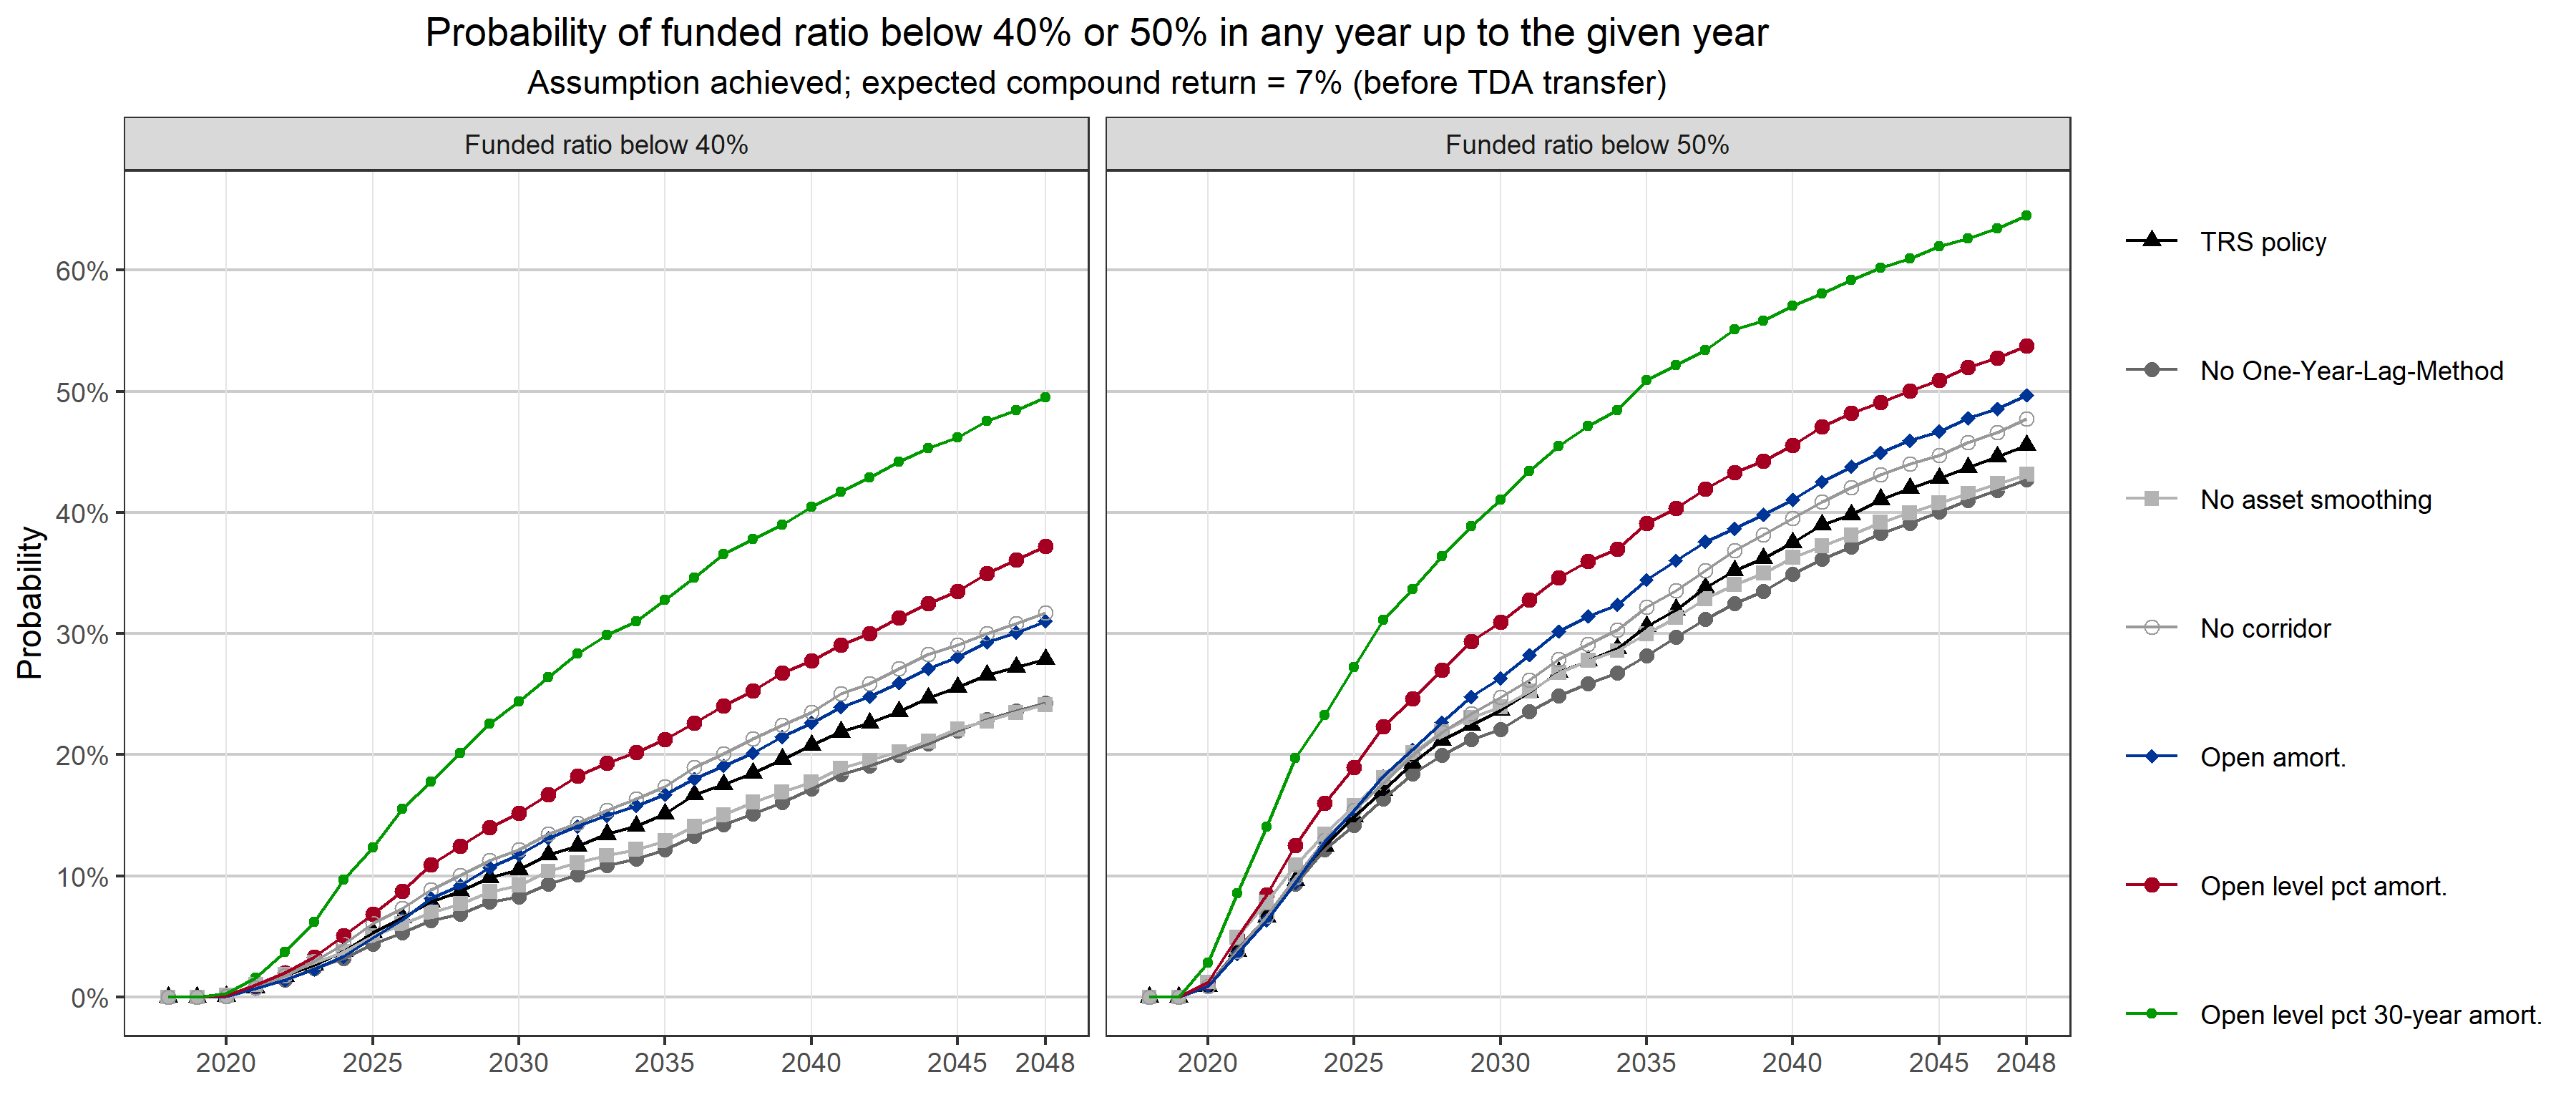 Probability of funded ratio below 40% or 50% in any year up to the given year
Assumption achieved; expected compound return = 7% (before TDA transfer)
Funded ratio below 40%
Funded ratio below 50%
Probability
60%
50%
40%
30%
20%
10%
0%
2020 2025 2030 2035 2040 2045 2048
2020 2025 2030 2035 2040 2045 2048
TRS policy
No One-Year-Lag-Method
No asset smoothing
No corridor
Open amort.
Open level pct amort.
Open level pct 30-year amort.